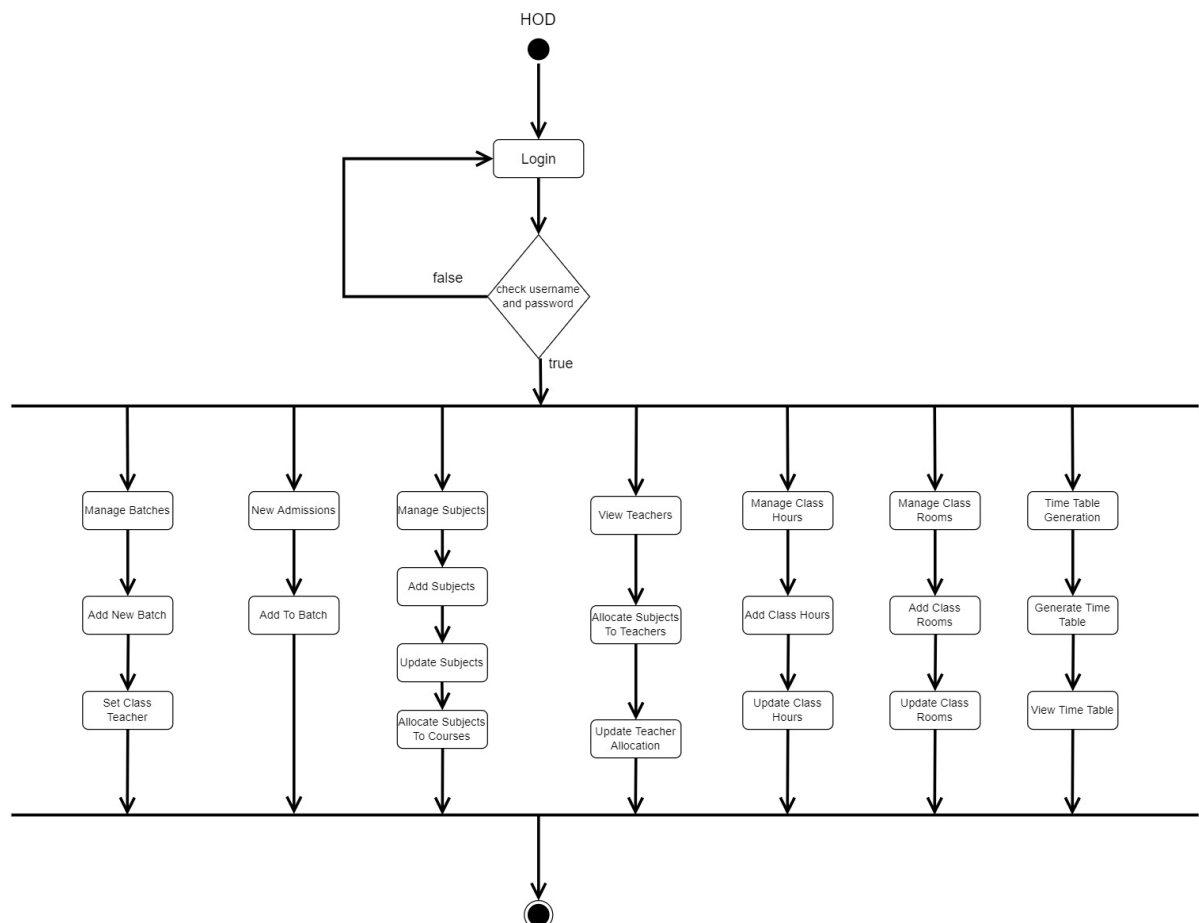 HOD
Login
false
check username
and password
true
Manage Batches
New Admissions
Manage Subjects
View Teachers
Manage Class
Hours
Manage Class
Rooms
Time Table
Generation
Add New Batch
Add To Batch
Add Subjects
Allocate Subjects
To Teachers
Add Class Hours
Add Class
Rooms
Generate Time
Table
Update Subjects
Set Class
Teacher
Allocate Subjects
To Courses
Update Teacher
Allocation
Update Class
Hours
Update Class
Rooms
View Time Table